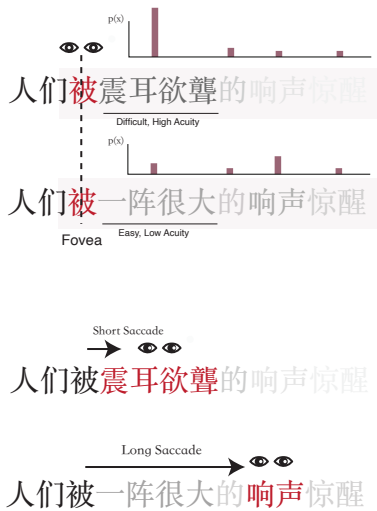 p(x)
人们被震耳欲聋的响声惊醒
Difficult, High Acuity
p(x)
人们被一阵很大的响声惊醒
Easy, Low Acuity
Fovea
Short Saccade
人们被震耳欲聋的响声惊醒
Long Saccade
人们被一阵很大的响声惊醒